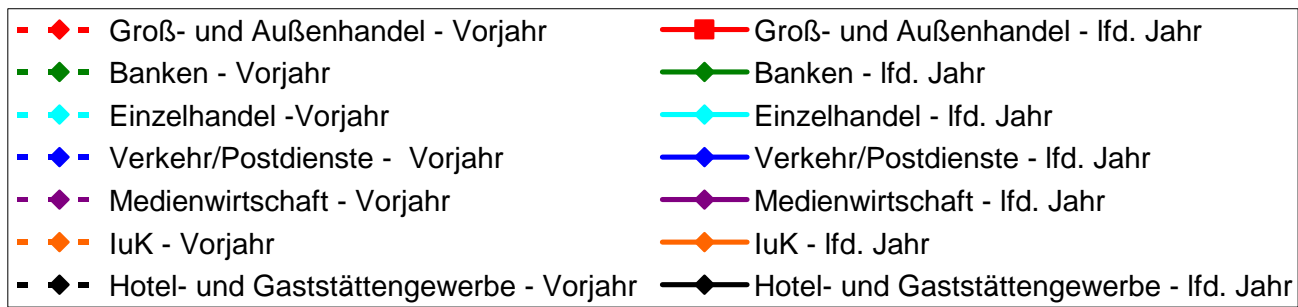 Groß- und Außenhandel - Vorjahr Groß- und Außenhandel - lfd. Jahr
Banken - Vorjahr Banken - lfd. Jahr
Einzelhandel -Vorjahr Einzelhandel - lfd. Jahr
Verkehr/Postdienste -  Vorjahr Verkehr/Postdienste - lfd. Jahr
Medienwirtschaft - Vorjahr Medienwirtschaft - lfd. Jahr
IuK - Vorjahr IuK - lfd. Jahr
Hotel- und Gaststättengewerbe - Vorjahr Hotel- und Gaststättengewerbe - lfd. Jahr